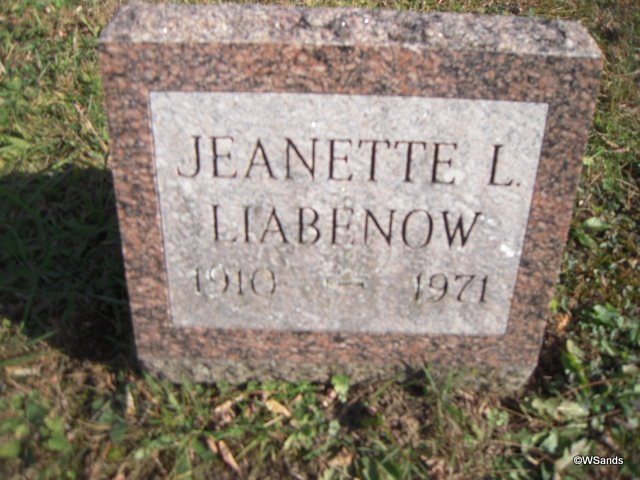 JEANETTE L.
LIABENOW
1910 — 1971
©WSands